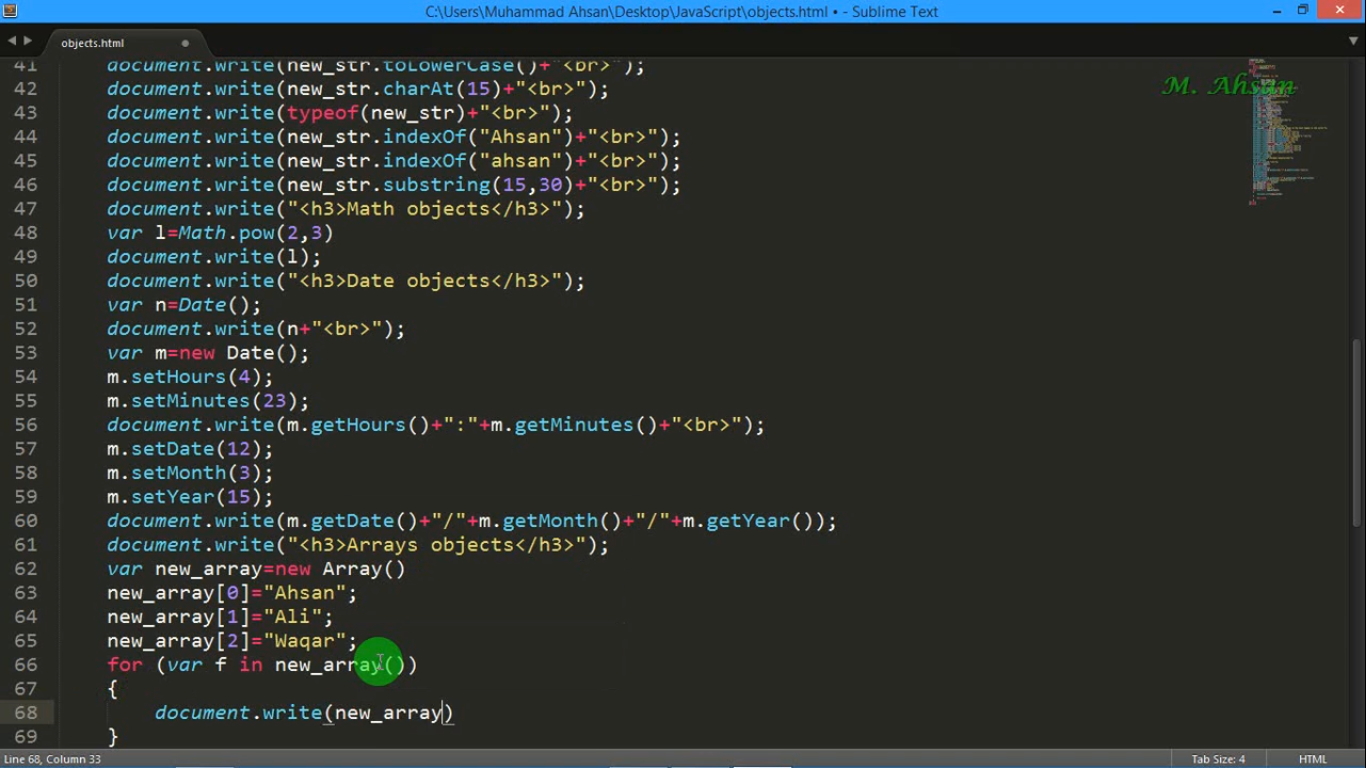 C:\Users\Muhammad Ahsan\Desktop\JavaScript\objects.html • - Sublime Text
objects.html
M. Ahsan
41 document.write(new_str.toLowerCase()+"<br>");
42 document.write(new_str.charAt(15)+"<br>");
43 document.write(typeof(new_str)+"<br>");
44 document.write(new_str.indexOf("Ahsan")+"<br>");
45 document.write(new_str.indexOf("ahsan")+"<br>");
46 document.write(new_str.substring(15,30)+"<br>");
47 document.write("<h3>Math objects</h3>");
48 var l=Math.pow(2,3)
49 document.write(l);
50 document.write("<h3>Date objects</h3>");
51 var n=Date();
52 document.write(n+"<br>");
53 var m=new Date();
54 m.setHours(4);
55 m.setMinutes(23);
56 document.write(m.getHours()+":"+m.getMinutes()+"<br>");
57 m.setDate(12);
58 m.setMonth(3);
59 m.setYear(15);
60 document.write(m.getDate()+"/"+m.getMonth()+"/"+m.getYear());
61 document.write("<h3>Arrays objects</h3>");
62 var new_array=new Array()
63 new_array[0]="Ahsan";
64 new_array[1]="Ali";
65 new_array[2]="Waqar";
66 for (var f in new_array())
67 {
68 document.write(new_array)
69 }
Line 68, Column 33 Tab Size: 4 HTML